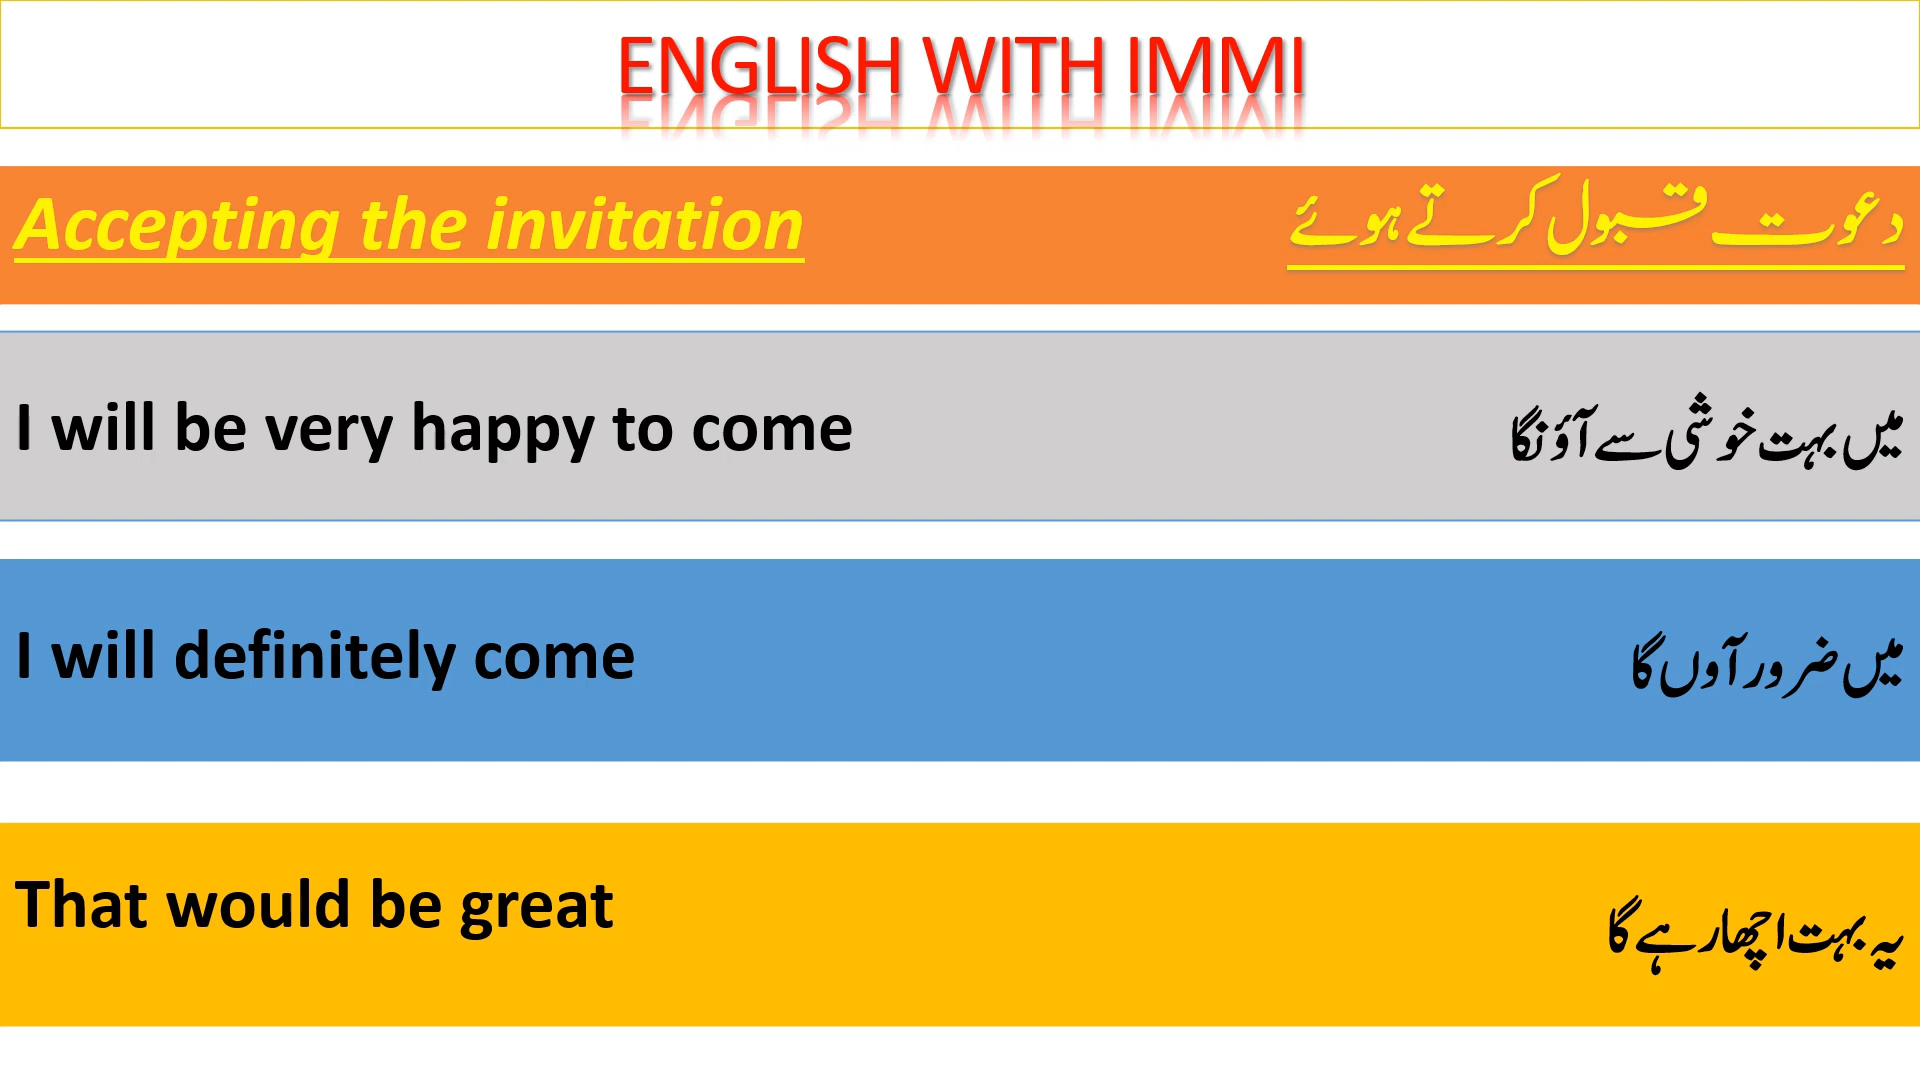 ENGLISH WITH IMMI
Accepting the invitation دعوت قبول کرتے ہوئے
I will be very happy to come میں بہت خوشی سے آؤنگا
I will definitely come میں ضرور آوں گا
That would be great یہ بہت اچھا رہے گا